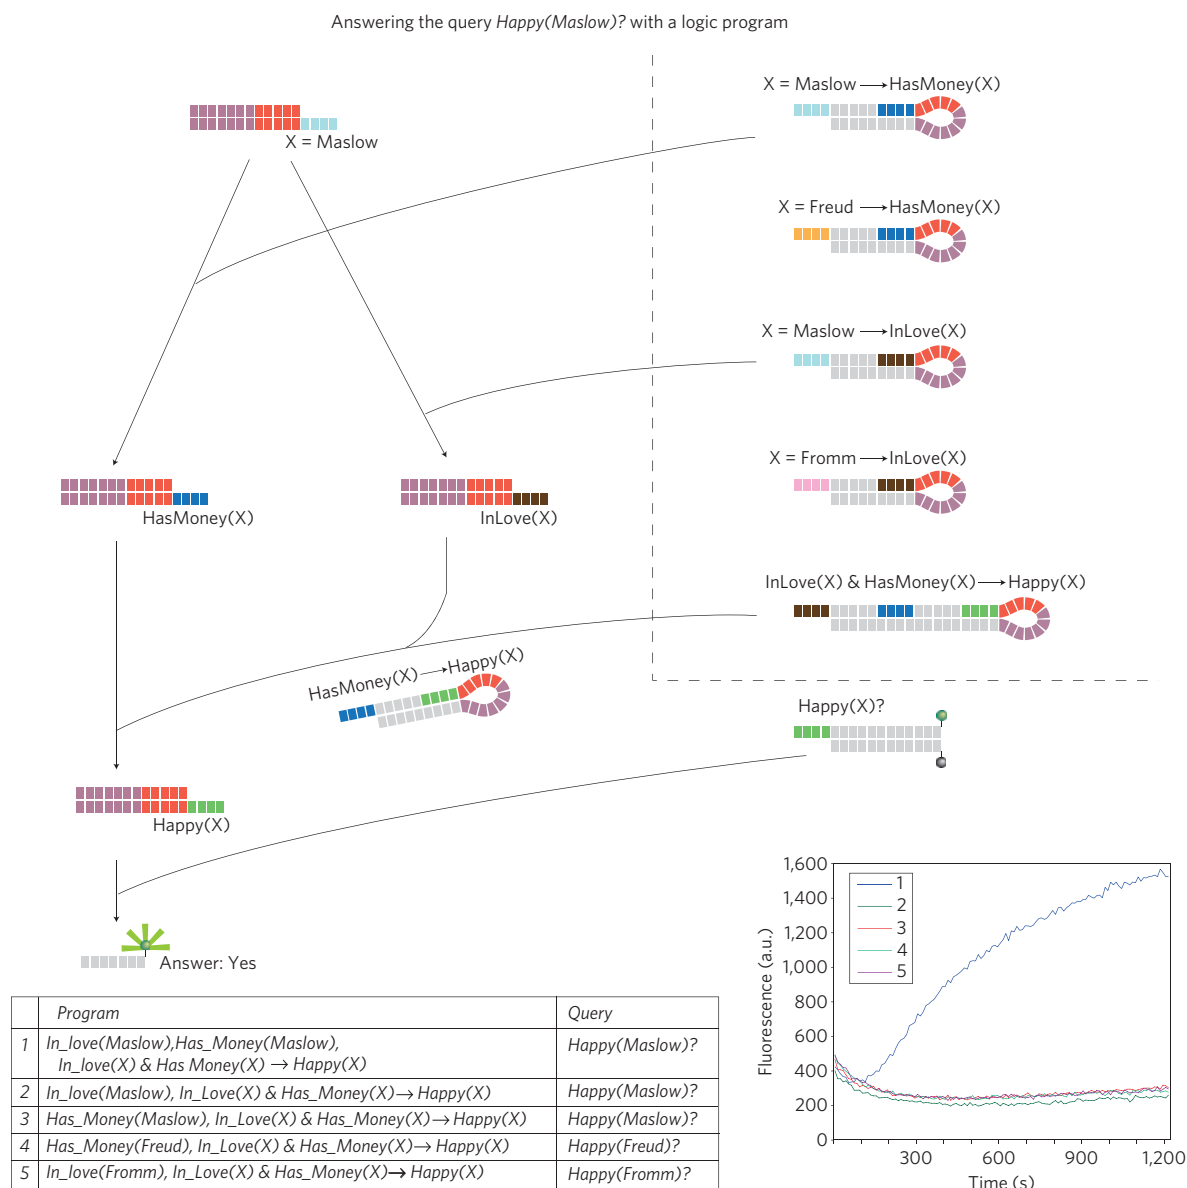 Answering the query Happy(Maslow)? with a logic program
X = Maslow
X = Maslow → HasMoney(X)
X = Freud → HasMoney(X)
X = Maslow → InLove(X)
X = Fromm → InLove(X)
HasMoney(X)
InLove(X)
InLove(X) & HasMoney(X) → Happy(X)
HasMoney(X) → Happy(X)
Happy(X)?
Happy(X)
Answer: Yes
Program Query
1 In_love(Maslow),Has_Money(Maslow),
In_love(X) & Has Money(X) → Happy(X) Happy(Maslow)?
2 In_love(Maslow), In_Love(X) & Has_Money(X) → Happy(X) Happy(Maslow)?
3 Has_Money(Maslow), In_Love(X) & Has_Money(X) → Happy(X) Happy(Maslow)?
4 Has_Money(Freud), In_Love(X) & Has_Money(X) → Happy(X) Happy(Freud)?
5 In_love(Fromm), In_Love(X) & Has_Money(X) → Happy(X) Happy(Fromm)?
Fluorescence (a.u.)
1,600
1,400
1,200
1,000
800
600
400
200
0
1
2
3
4
5
300 600 900 1,200
Time (s)